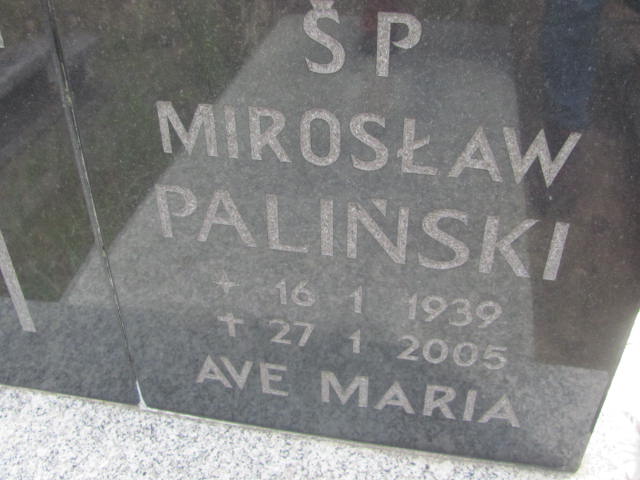 ŚP
MIROSŁAW
PALIŃSKI
* 16 1 1939
✝ 27 1 2005
AVE MARIA